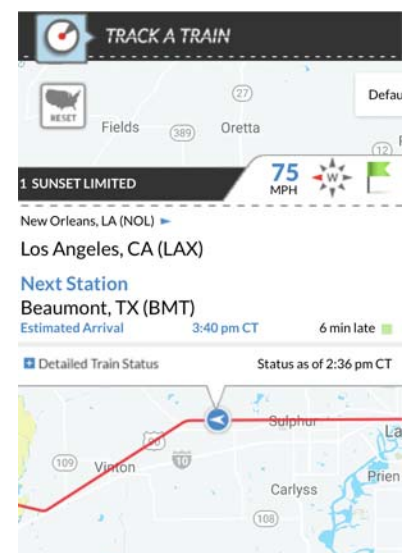 TRACK A TRAIN
27
Defau
RESET
Fields
389
Oretta
12
1 SUNSET LIMITED
75
MPH
W
New Orleans, LA (NOL)
Los Angeles, CA (LAX)
Next Station
Beaumont, TX (BMT)
Estimated Arrival 3:40 pm CT 6 min late
Detailed Train Status Status as of 2:36 pm CT
Sulphur
90
La
109
Vinton
10
Prien
Carlyss
108